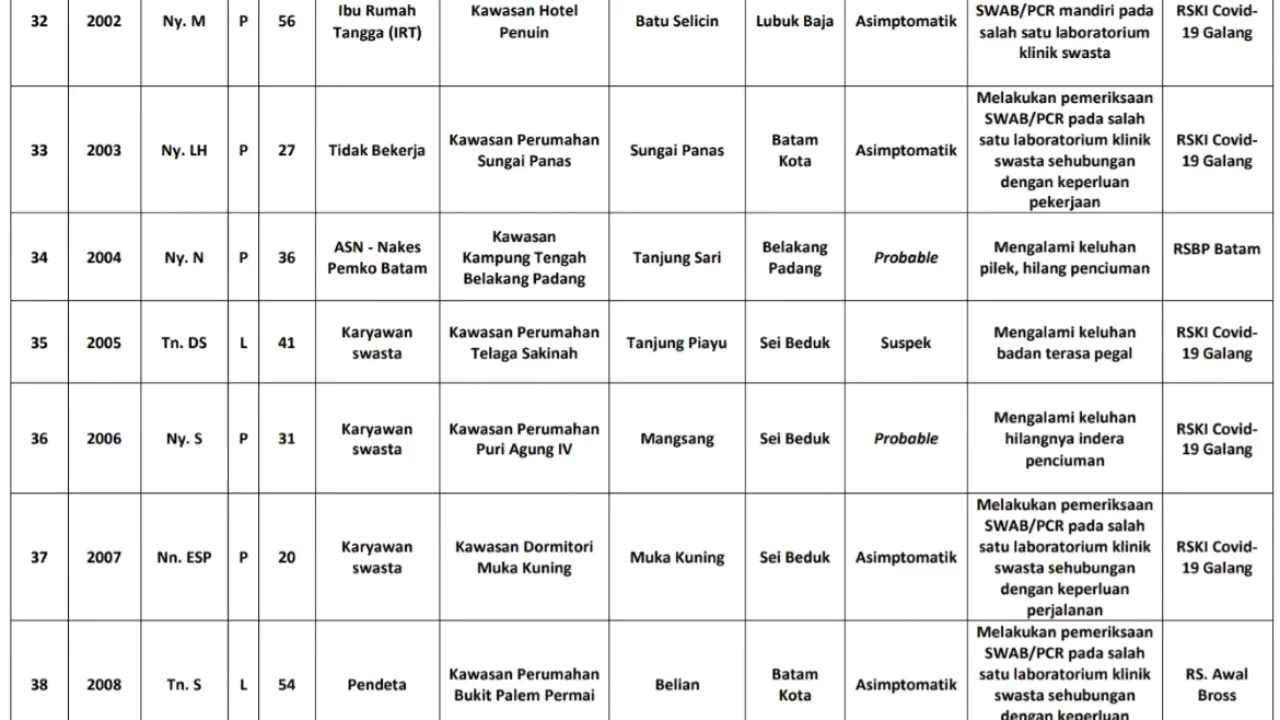 32
2002
Ny. M
P
56
Ibu Rumah
Tangga (IRT)
Kawasan Hotel
Penuin
Batu Selicin
Lubuk Baja
Asimptomatik
SWAB/PCR mandiri pada
salah satu laboratorium
klinik swasta
RSKI Covid-
19 Galang
33
2003
Ny. LH
P
27
Tidak Bekerja
Kawasan Perumahan
Sungai Panas
Sungai Panas
Batam
Kota
Asimptomatik
Melakukan pemeriksaan
SWAB/PCR pada salah
satu laboratorium klinik
swasta sehubungan
dengan keperluan
pekerjaan
RSKI Covid-
19 Galang
34
2004
Ny. N
P
36
ASN - Nakes
Pemko Batam
Kawasan
Kampung Tengah
Belakang Padang
Tanjung Sari
Belakang
Padang
Probable
Mengalami keluhan
pilek, hilang penciuman
RSBP Batam
35
2005
Tn. DS
L
41
Karyawan
swasta
Kawasan Perumahan
Telaga Sakinah
Tanjung Piayu
Sei Beduk
Suspek
Mengalami keluhan
badan terasa pegal
RSKI Covid-
19 Galang
36
2006
Ny. S
P
31
Karyawan
swasta
Kawasan Perumahan
Puri Agung IV
Mangsang
Sei Beduk
Probable
Mengalami keluhan
hilangnya indera
penciuman
RSKI Covid-
19 Galang
37
2007
Nn. ESP
P
20
Karyawan
swasta
Kawasan Dormitori
Muka Kuning
Muka Kuning
Sei Beduk
Asimptomatik
Melakukan pemeriksaan
SWAB/PCR pada salah
satu laboratorium klinik
swasta sehubungan
dengan keperluan
perjalanan
RSKI Covid-
19 Galang
38
2008
Tn. S
L
54
Pendeta
Kawasan Perumahan
Bukit Palem Permai
Belian
Batam
Kota
Asimptomatik
Melakukan pemeriksaan
SWAB/PCR pada salah
satu laboratorium klinik
swasta sehubungan
dengan keperluan
RS. Awal
Bross